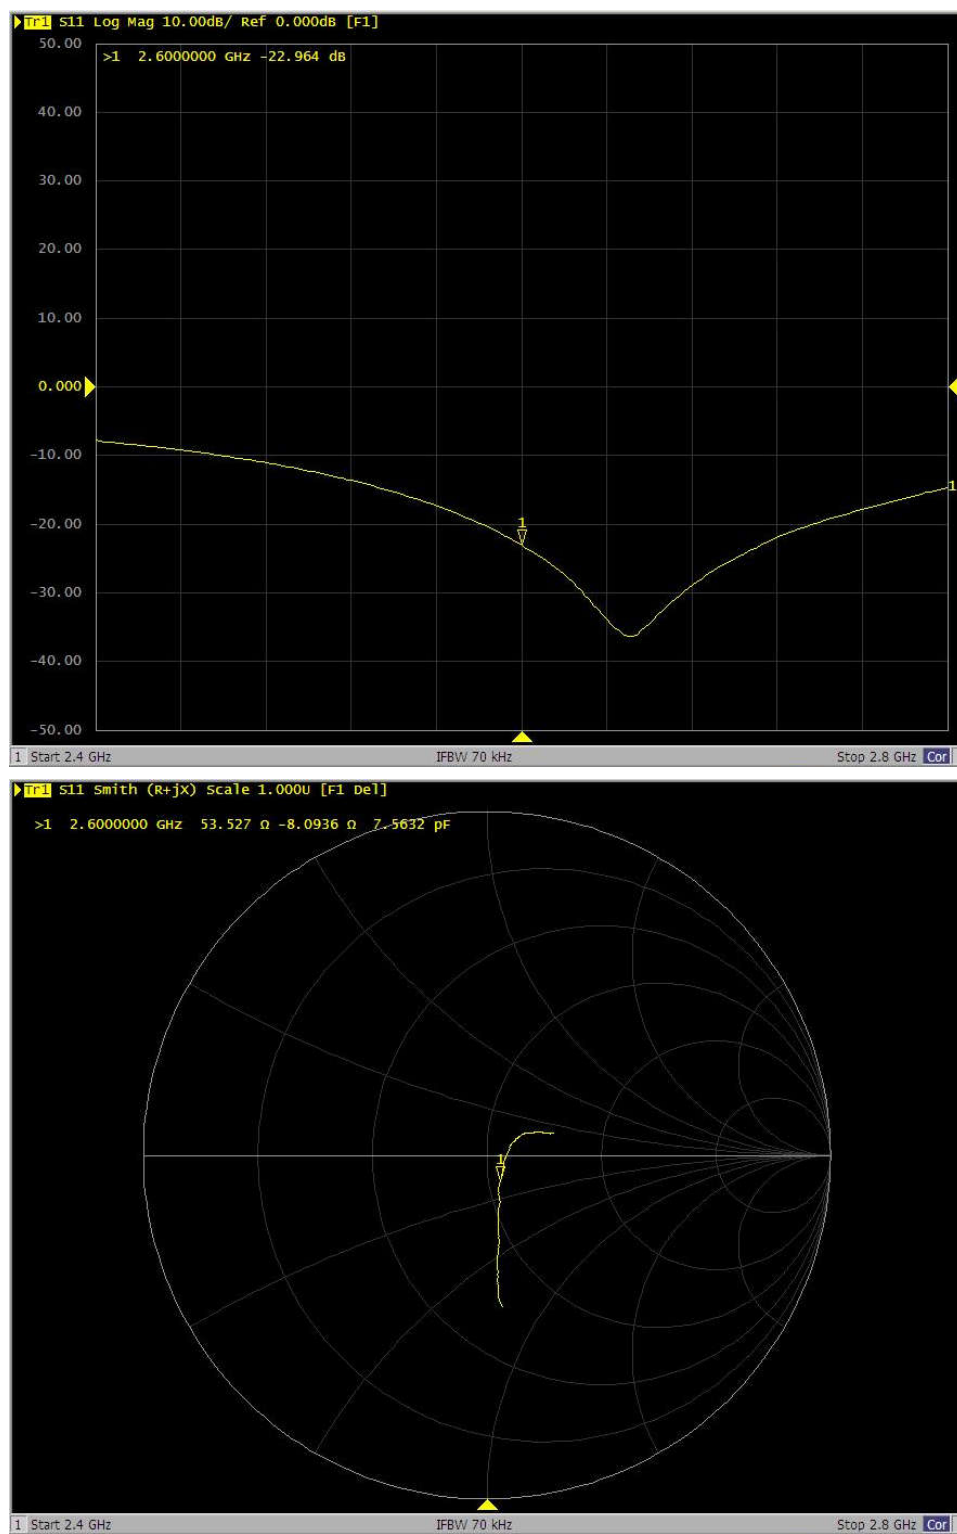 Tr1 S11 Log Mag 10.00dB/ Ref 0.000dB [F1]
50.00
>1 2.6000000 GHz -22.964 dB
40.00
30.00
20.00
10.00
0.000
-10.00
1
-20.00
1
-30.00
-40.00
-50.00
1 Start 2.4 GHz IFBW 70 kHz Stop 2.8 GHz Cor
Tr1 S11 Smith (R+jX) Scale 1.000U [F1 Del]
>1 2.6000000 GHz 53.527 Ω -8.0936 Ω 7.5632 pF
1
1 Start 2.4 GHz IFBW 70 kHz Stop 2.8 GHz Cor